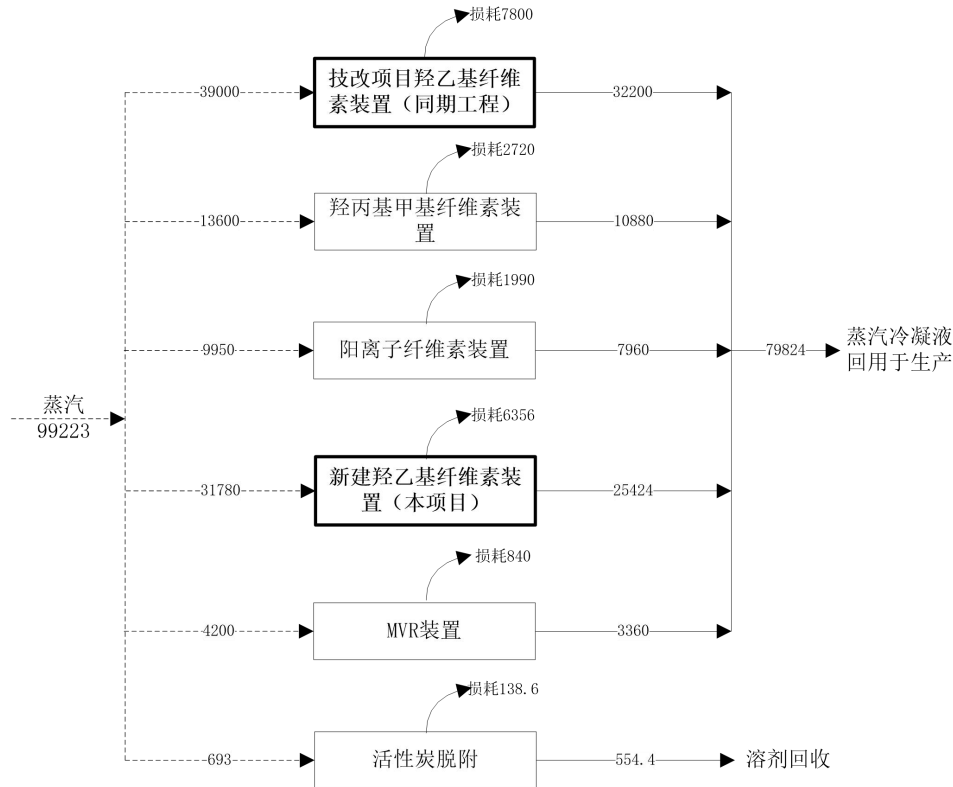 损耗7800
39000
技改项目羟乙基纤维
素装置（同期工程）
32200
损耗2720
13600
羟丙基甲基纤维素装
置
10880
损耗1990
9950
阳离子纤维素装置
7960
79824
蒸汽冷凝液
回用于生产
蒸汽
99223
损耗6356
31780
新建羟乙基纤维素装
置（本项目）
25424
损耗840
4200
MVR装置
3360
损耗138.6
693
活性炭脱附
554.4
溶剂回收